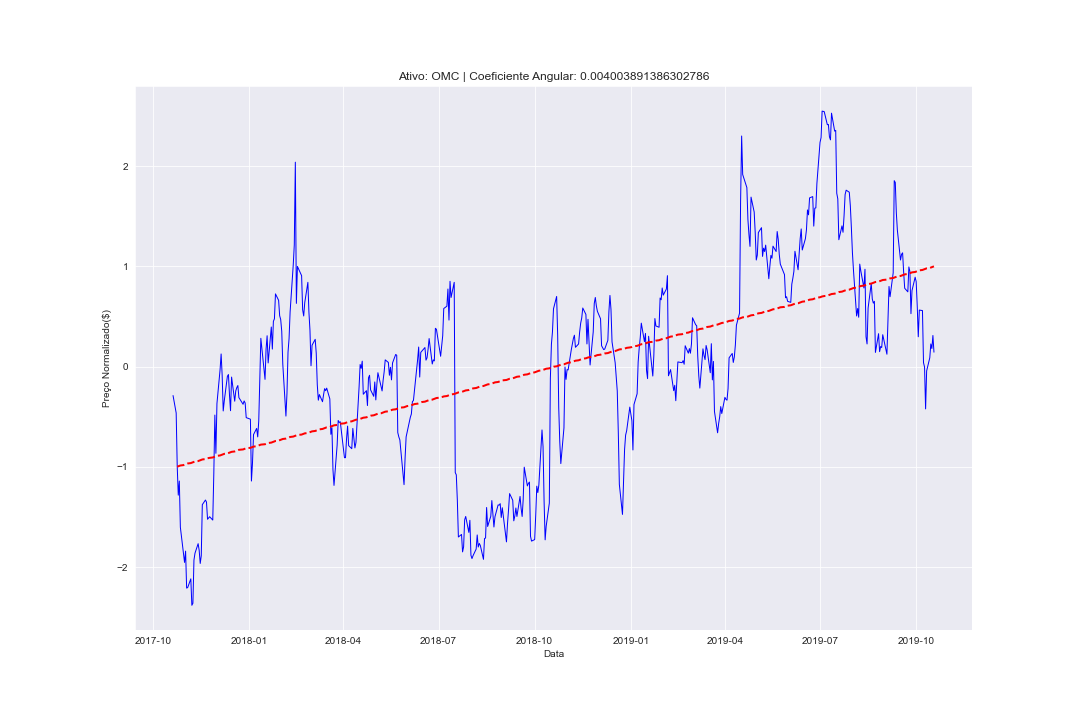 Ativo: OMC | Coeficiente Angular: 0.004003891386302786
Preço Normalizado($)
2
1
0
−1
−2
2017-10 2018-01 2018-04 2018-07 2018-10 2019-01 2019-04 2019-07 2019-10
Data